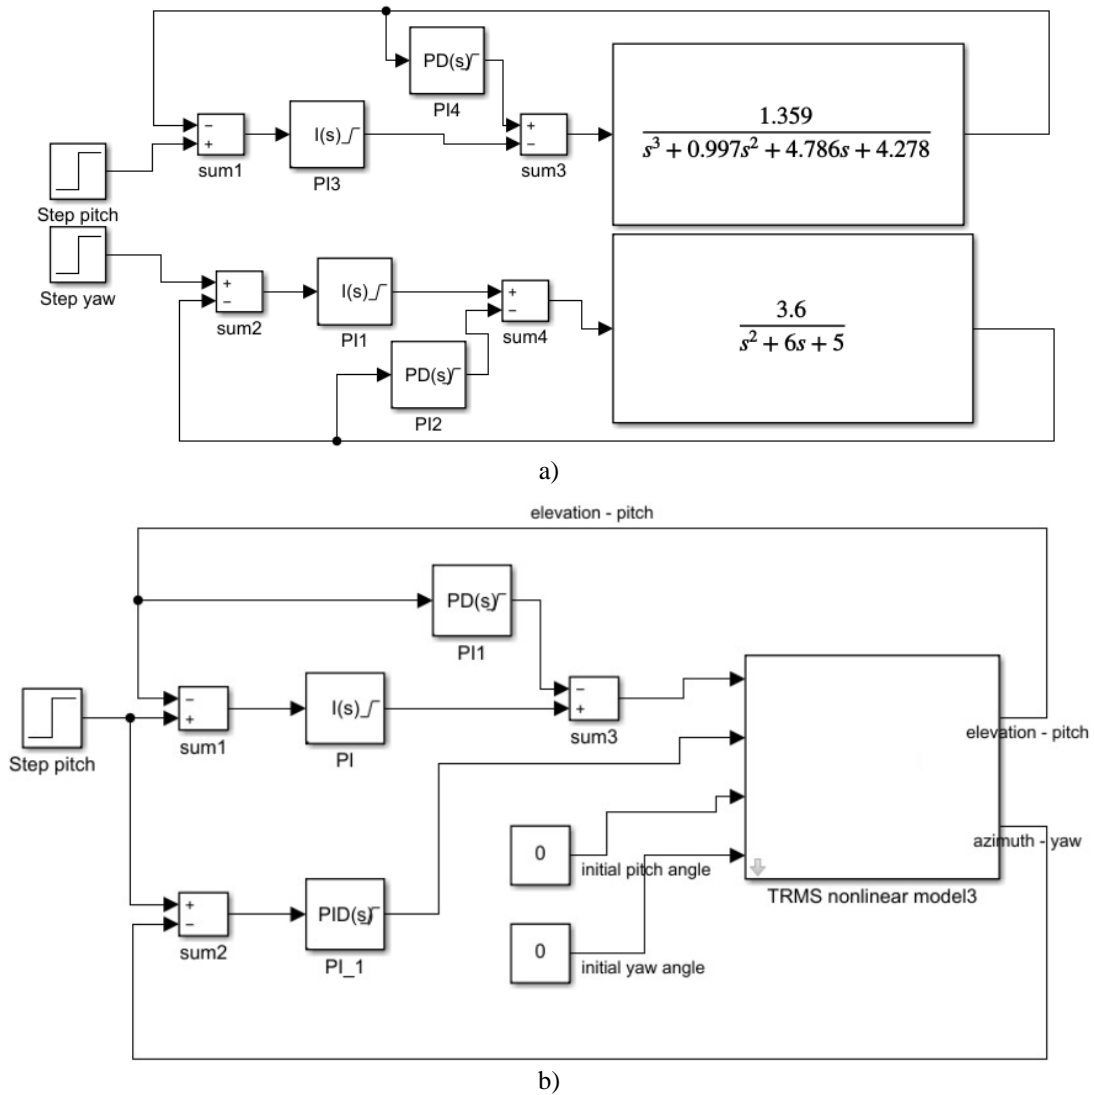 PD(s)
PI4
−
+
sum1
I(s)
PI3
+
−
sum3
1.359
s³ + 0.997s² + 4.786s + 4.278
Step pitch
Step yaw
+
−
sum2
I(s)
PI1
+
−
sum4
3.6
s² + 6s + 5
PD(s)
PI2
a)
elevation - pitch
PD(s)
PI1
−
+
sum1
I(s)
PI
−
+
sum3
Step pitch
elevation - pitch
azimuth - yaw
0
initial pitch angle
TRMS nonlinear model3
+
−
sum2
PID(s)
PI_1
0
initial yaw angle
b)